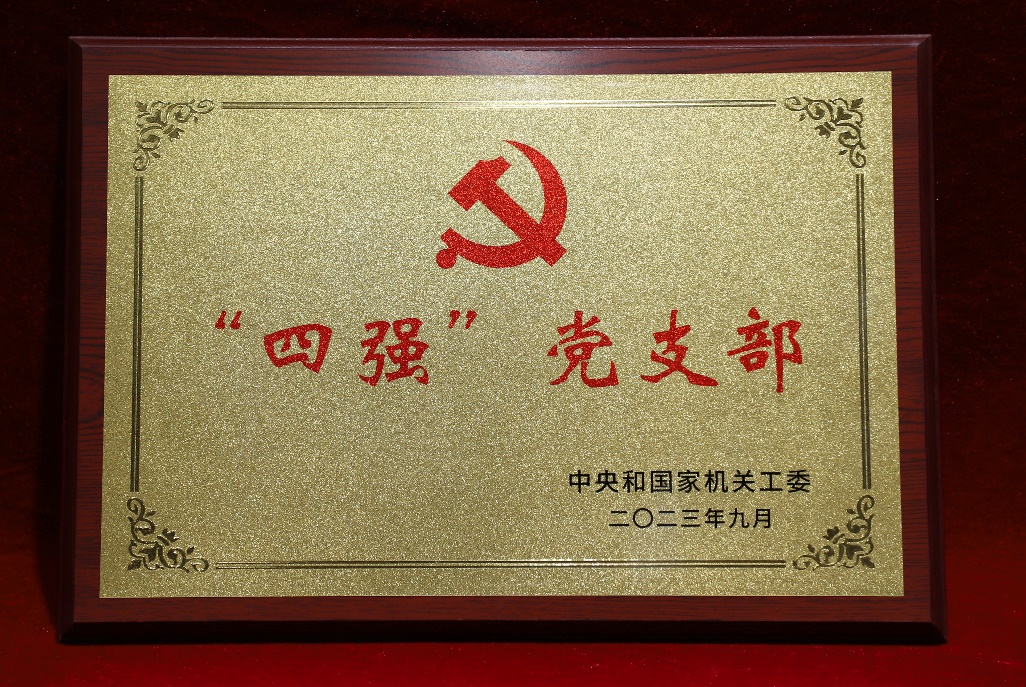 “四强”党支部
中央和国家机关工委
二〇二三年九月